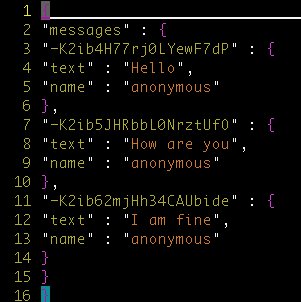 1 {
2 "messages" : {
3 "-K2ib4H77rj0LYewF7dP" : {
4 "text" : "Hello",
5 "name" : "anonymous"
6 },
7 "-K2ib5JHRbbL0NrztUfO" : {
8 "text" : "How are you",
9 "name" : "anonymous"
10 },
11 "-K2ib62mjHh34CAUbide" : {
12 "text" : "I am fine",
13 "name" : "anonymous"
14 }
15 }
16 }